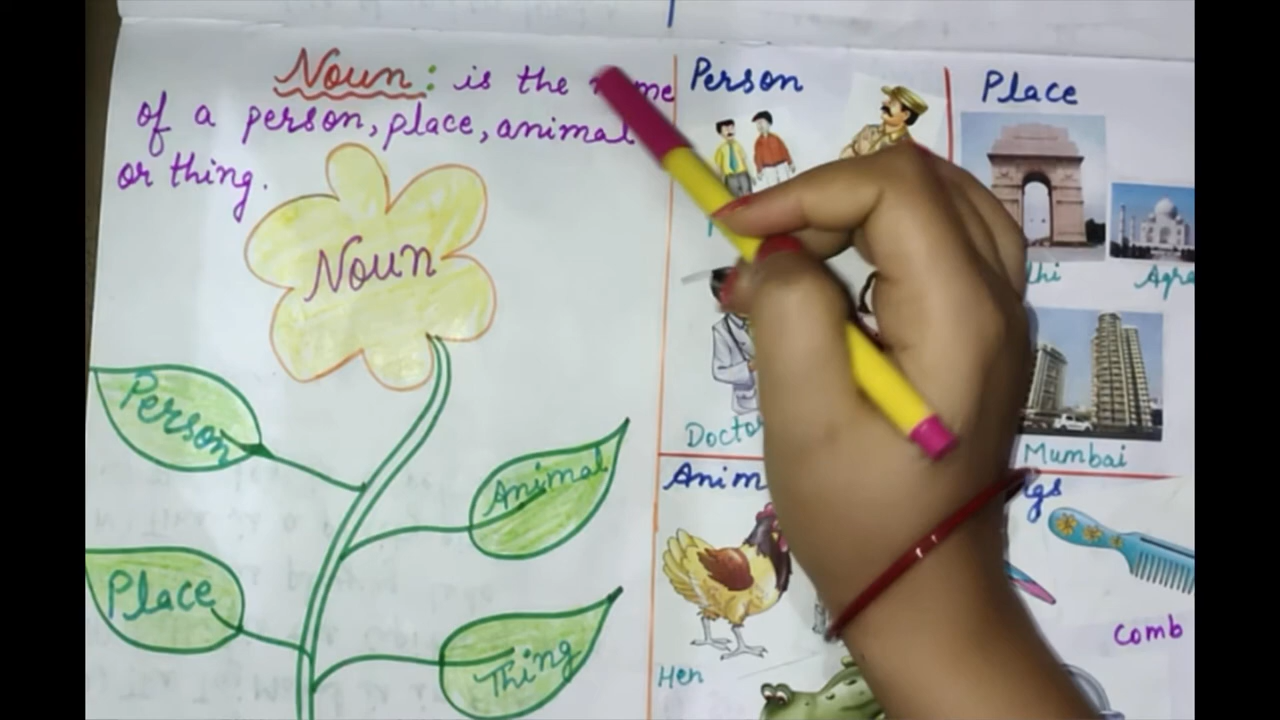 Noun: is the name
of a person, place, animal
or thing.
Noun
Person
Animal
Place
Thing
Person
Doctor
Place
Agra
Mumbai
Hen
comb